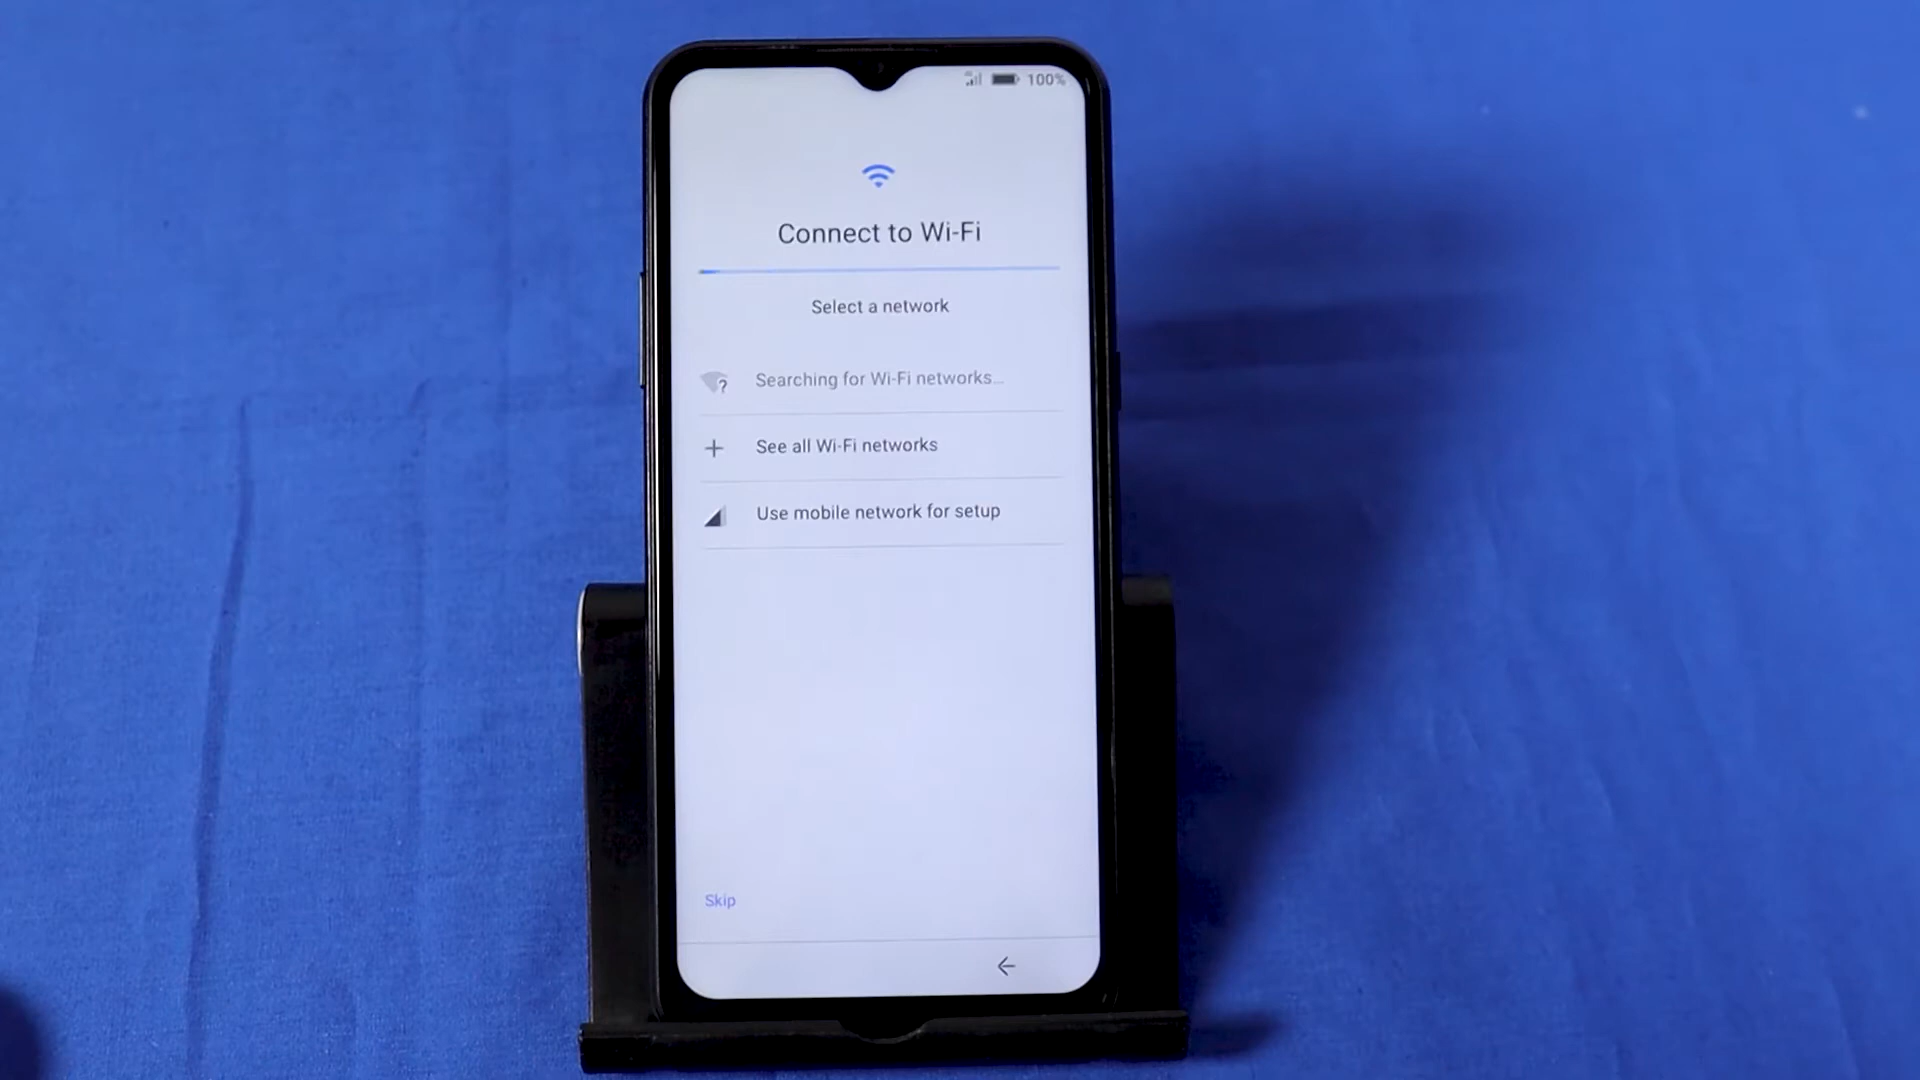 100%
Connect to Wi-Fi
Select a network
Searching for Wi-Fi networks...
See all Wi-Fi networks
Use mobile network for setup
Skip